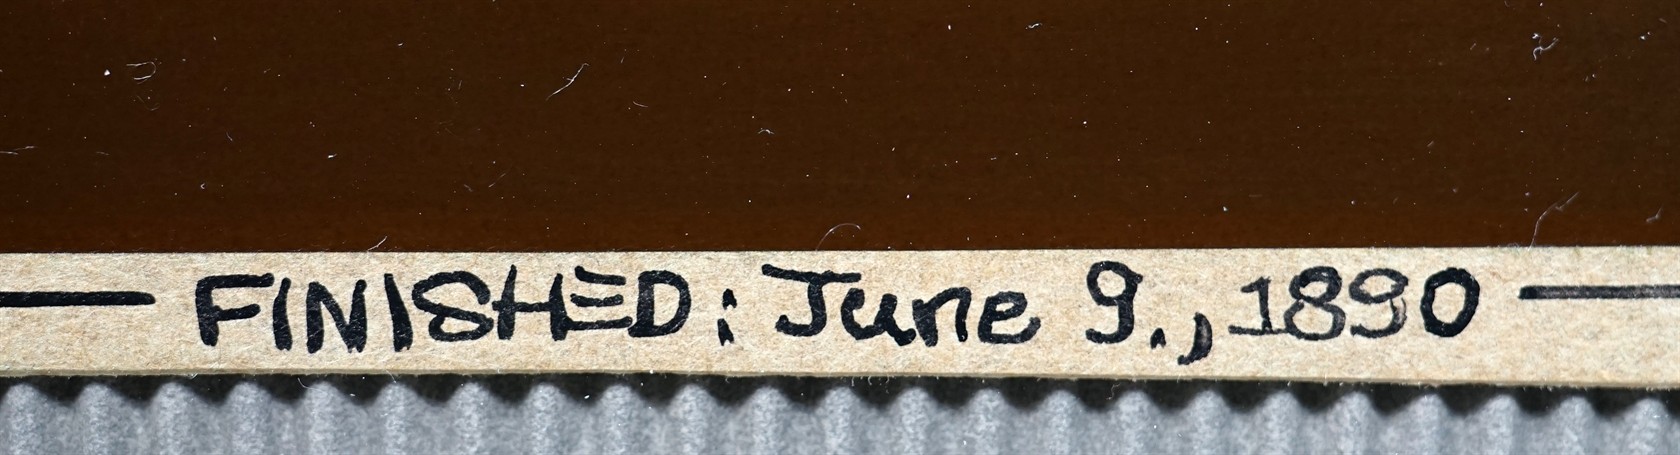 FINISHED: June 9., 1890